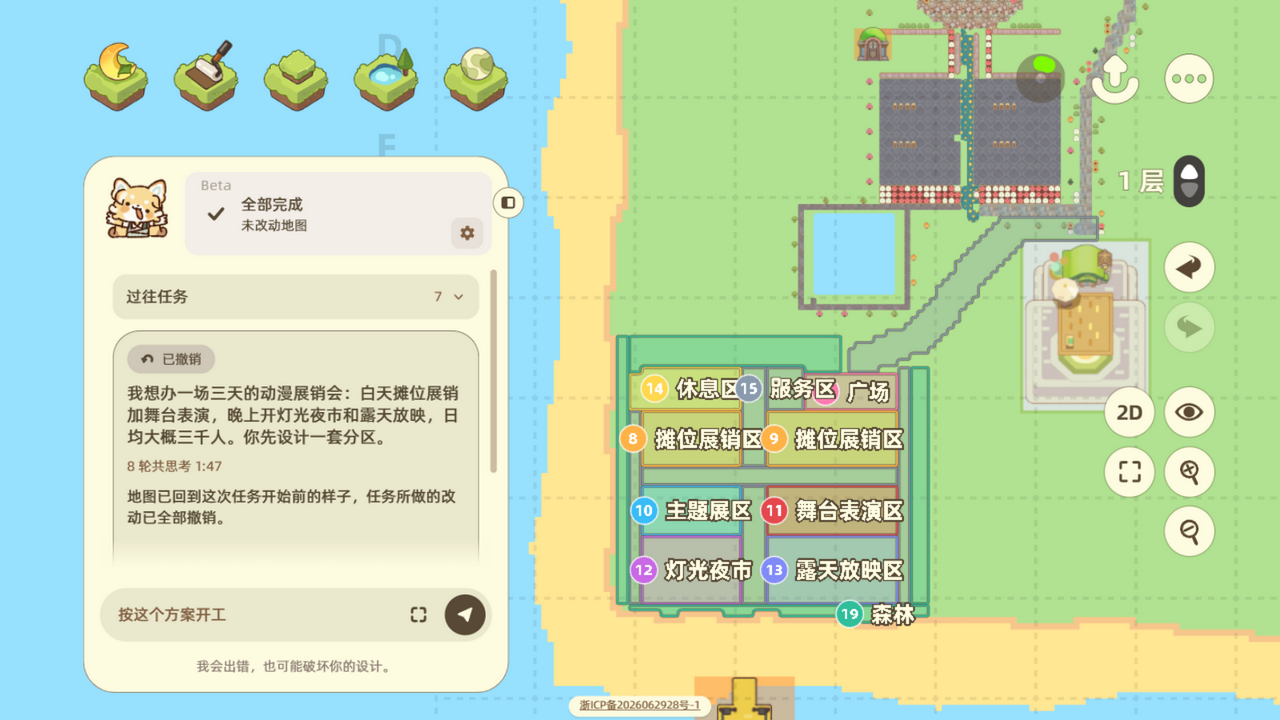 D
E
Beta
全部完成
未改动地图
过往任务
7
已撤销
我想办一场三天的动漫展销会：白天摊位展销
加舞台表演，晚上开灯光夜市和露天放映，日
均大概三千人。你先设计一套分区。
8 轮共思考 1:47
地图已回到这次任务开始前的样子，任务所做的改
动已全部撤销。
按这个方案开工
我会出错，也可能破坏你的设计。
1 层
2D
14 休息区
15 服务区
广场
8 摊位展销区
9 摊位展销区
10 主题展区
11 舞台表演区
12 灯光夜市
13 露天放映区
19 森林
浙ICP备2026062928号-1